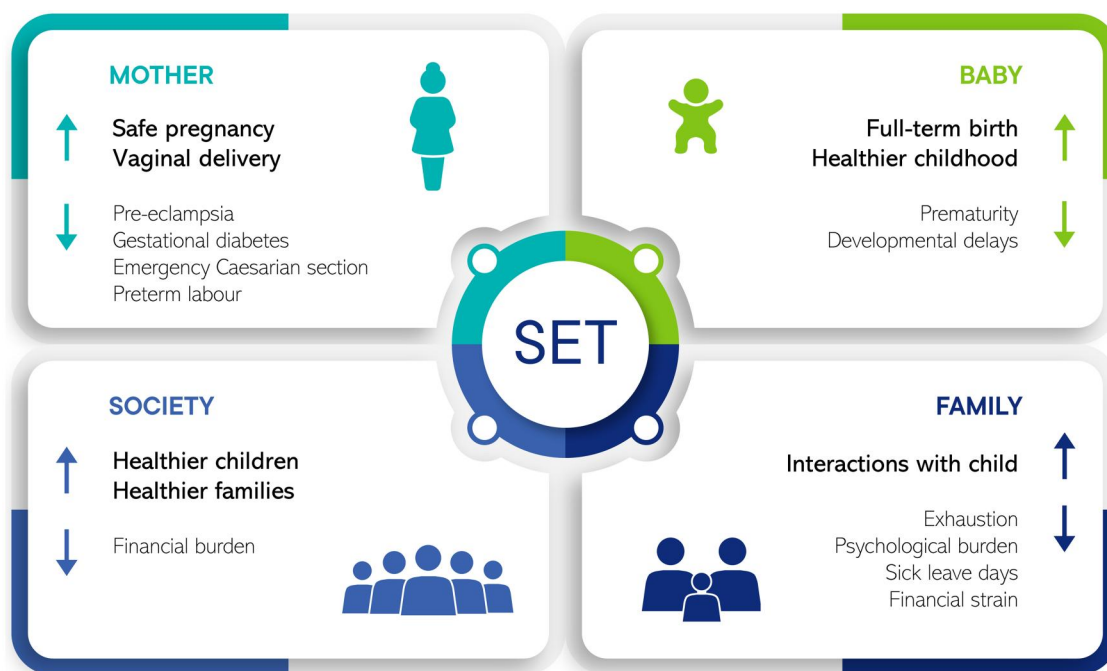 MOTHER
Safe pregnancy
Vaginal delivery
Pre-eclampsia
Gestational diabetes
Emergency Caesarian section
Preterm labour
BABY
Full-term birth
Healthier childhood
Prematurity
Developmental delays
SET
SOCIETY
Healthier children
Healthier families
Financial burden
FAMILY
Interactions with child
Exhaustion
Psychological burden
Sick leave days
Financial strain